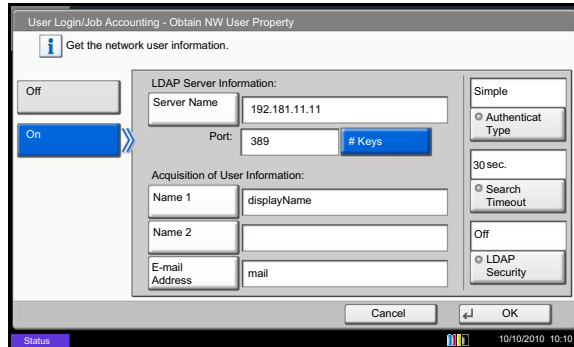 User Login/Job Accounting - Obtain NW User Property
Get the network user information.
Off
On
LDAP Server Information:
Server Name
192.181.11.11
Port:
389
# Keys
Acquisition of User Information:
Name 1
displayName
Name 2
E-mail
Address
mail
Simple
Authenticat
Type
30 sec.
Search
Timeout
Off
LDAP
Security
Cancel
OK
Status
10/10/2010 10:10